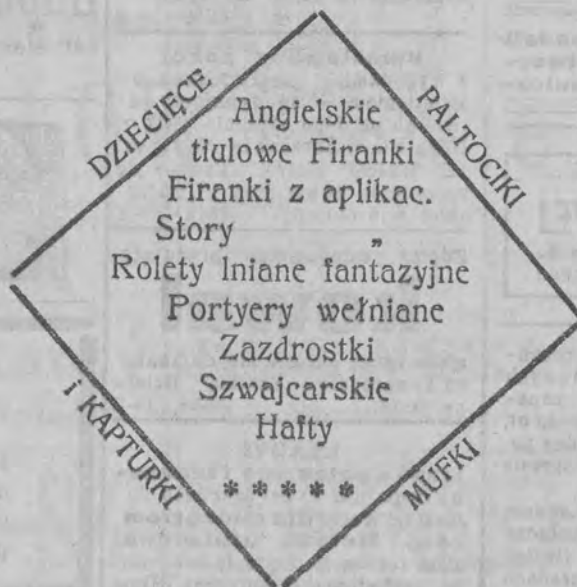 DZIECIĘCE
PALTOCIKI
Angielskie
tiulowe Firanki
Firanki z aplikac.
Story „
Rolety lniane fantazyjne
Portyery wełniane
Zazdrostki
Szwajcarskie
Hafty
*****
i KAPTURKI
MUFKI